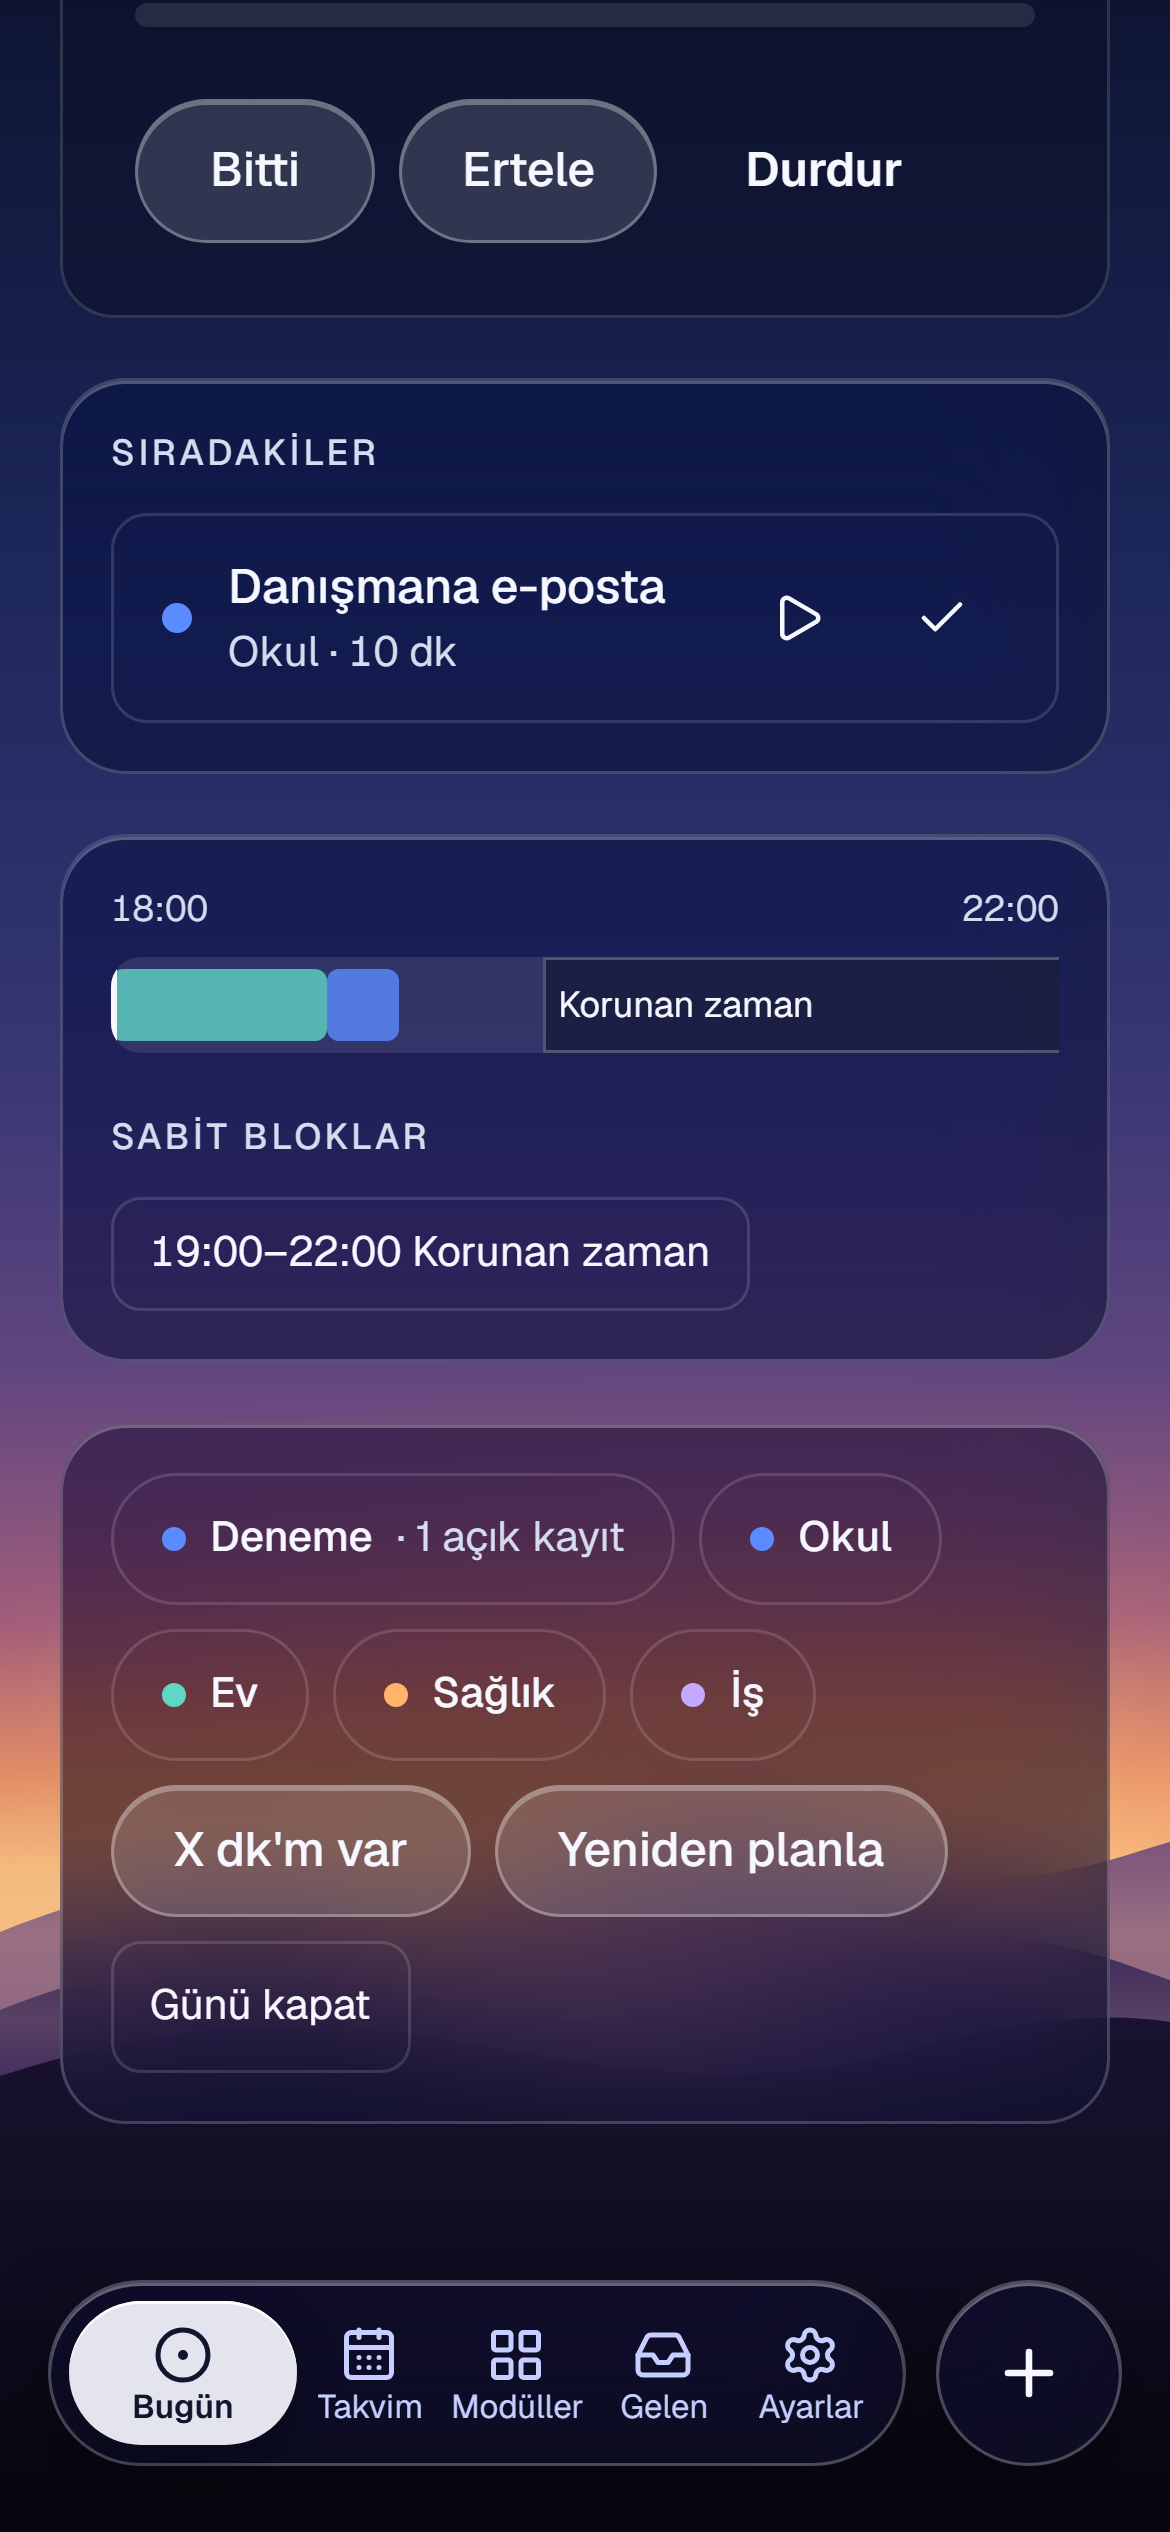 Bitti Ertele Durdur
SIRADAKİLER
Danışmana e-posta
Okul · 10 dk
18:00 22:00
Korunan zaman
SABİT BLOKLAR
19:00–22:00 Korunan zaman
Deneme · 1 açık kayıt Okul
Ev Sağlık İş
X dk'm var Yeniden planla
Günü kapat
Bugün Takvim Modüller Gelen Ayarlar